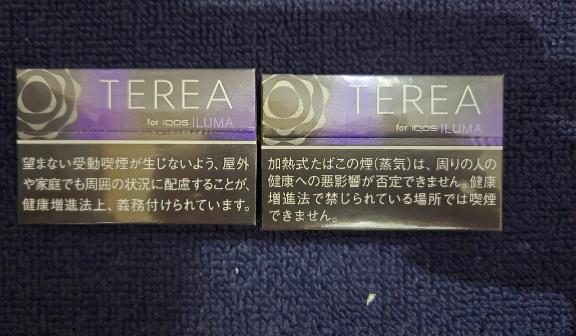 TEREA
for IQOS ILUMA
望まない受動喫煙が生じないよう、屋外
や家庭でも周囲の状況に配慮することが、
健康増進法上、義務付けられています。
TEREA
for IQOS ILUMA
加熱式たばこの煙(蒸気)は、周りの人の
健康への悪影響が否定できません。健康
増進法で禁じられている場所では喫煙
できません。